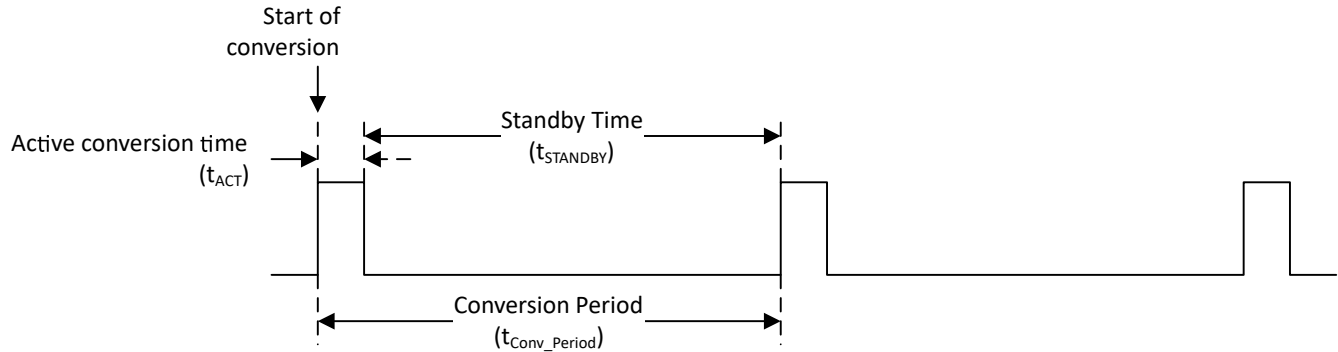 Start of
conversion
Active conversion time
(tACT)
Standby Time
(tSTANDBY)
Conversion Period
(tConv_Period)